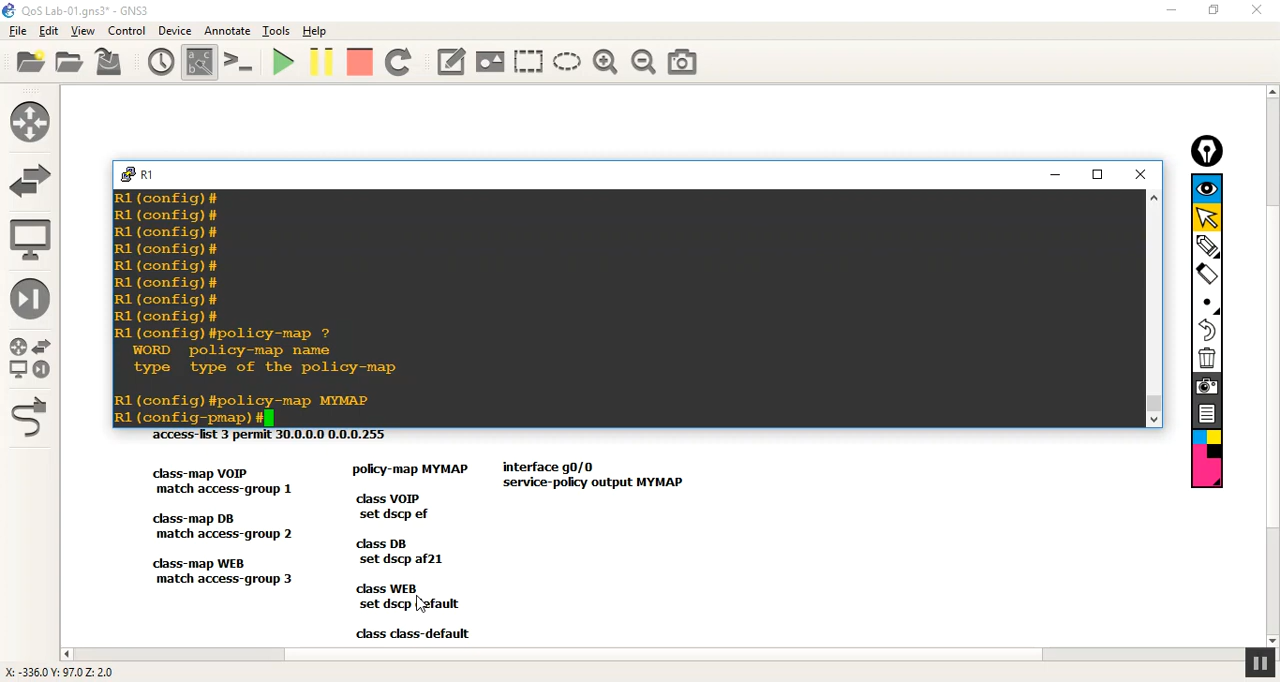 QoS Lab-01.gns3* - GNS3
File Edit View Control Device Annotate Tools Help
R1
R1(config)#
R1(config)#
R1(config)#
R1(config)#
R1(config)#
R1(config)#
R1(config)#
R1(config)#
R1(config)#policy-map ?
WORD policy-map name
type type of the policy-map
R1(config)#policy-map MYMAP
R1(config-pmap)#
access-list 3 permit 30.0.0.0 0.0.0.255
class-map VOIP
match access-group 1
class-map DB
match access-group 2
class-map WEB
match access-group 3
policy-map MYMAP
class VOIP
set dscp ef
class DB
set dscp af21
class WEB
set dscp default
class class-default
interface g0/0
service-policy output MYMAP
X: -336.0 Y: 97.0 Z: 2.0